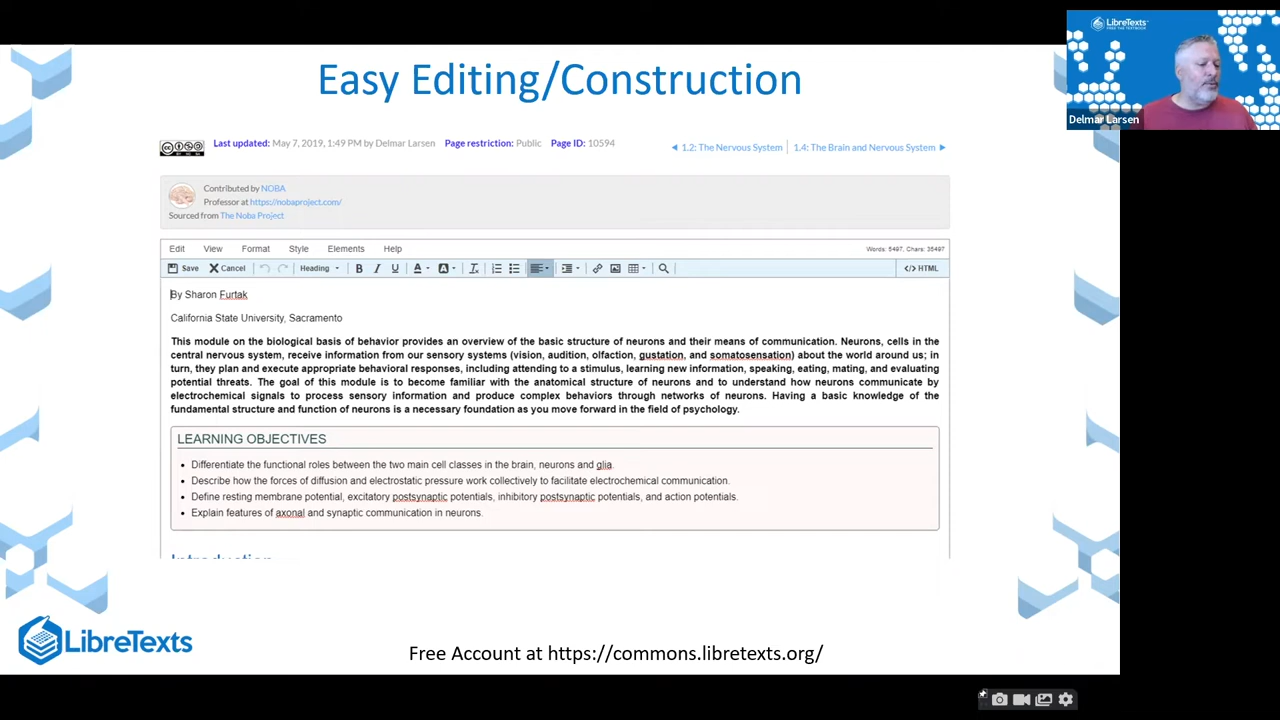 LibreTexts
FREE THE TEXTBOOK
Delmar Larsen
Easy Editing/Construction
Last updated: May 7, 2019, 1:49 PM by Delmar Larsen Page restriction: Public Page ID: 10594
◄ 1.2: The Nervous System | 1.4: The Brain and Nervous System ►
Contributed by NOBA
Professor at https://nobaproject.com/
Sourced from The Noba Project
Edit View Format Style Elements Help
Words: 5497, Chars: 35497
Save Cancel Heading B I U A A </> HTML
By Sharon Furtak
California State University, Sacramento
This module on the biological basis of behavior provides an overview of the basic structure of neurons and their means of communication. Neurons, cells in the
central nervous system, receive information from our sensory systems (vision, audition, olfaction, gustation, and somatosensation) about the world around us; in
turn, they plan and execute appropriate behavioral responses, including attending to a stimulus, learning new information, speaking, eating, mating, and evaluating
potential threats. The goal of this module is to become familiar with the anatomical structure of neurons and to understand how neurons communicate by
electrochemical signals to process sensory information and produce complex behaviors through networks of neurons. Having a basic knowledge of the
fundamental structure and function of neurons is a necessary foundation as you move forward in the field of psychology.
LEARNING OBJECTIVES
• Differentiate the functional roles between the two main cell classes in the brain, neurons and glia.
• Describe how the forces of diffusion and electrostatic pressure work collectively to facilitate electrochemical communication.
• Define resting membrane potential, excitatory postsynaptic potentials, inhibitory postsynaptic potentials, and action potentials.
• Explain features of axonal and synaptic communication in neurons.
Introduction
LibreTexts
Free Account at https://commons.libretexts.org/